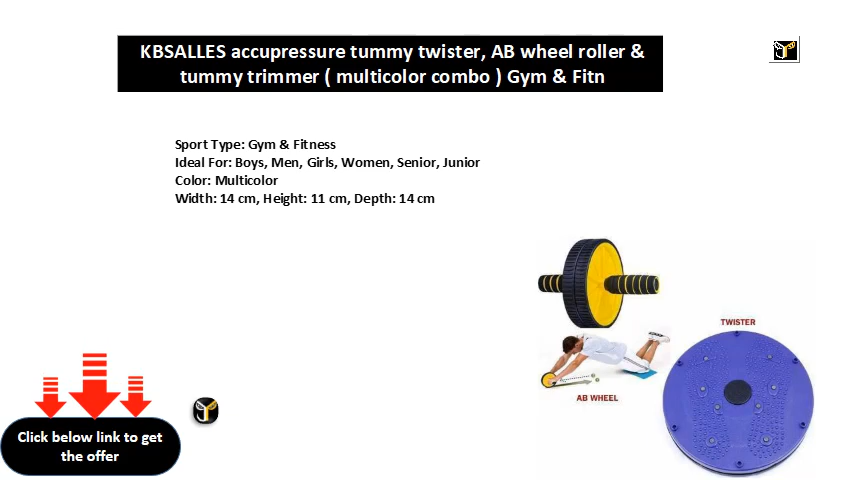 KBSALLES accupressure tummy twister, AB wheel roller &
tummy trimmer ( multicolor combo ) Gym & Fitn
Sport Type: Gym & Fitness
Ideal For: Boys, Men, Girls, Women, Senior, Junior
Color: Multicolor
Width: 14 cm, Height: 11 cm, Depth: 14 cm
TWISTER
AB WHEEL
Click below link to get
the offer